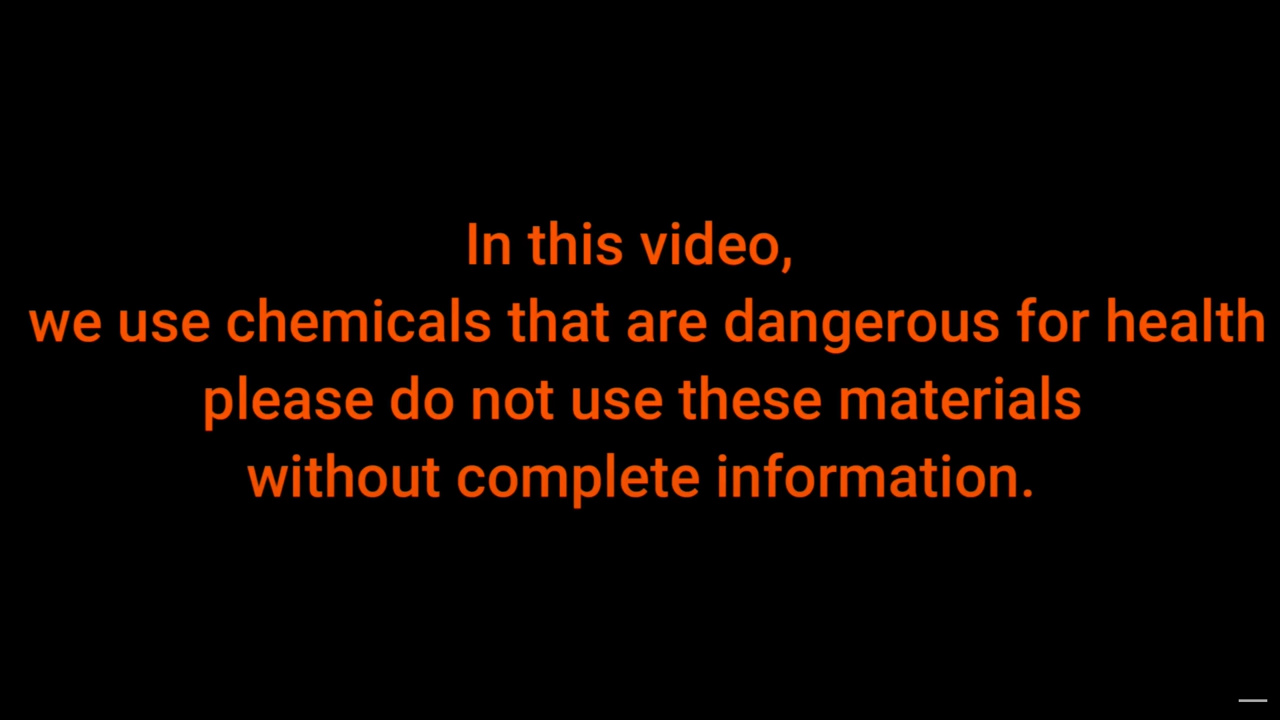 In this video,
we use chemicals that are dangerous for health
please do not use these materials
without complete information.